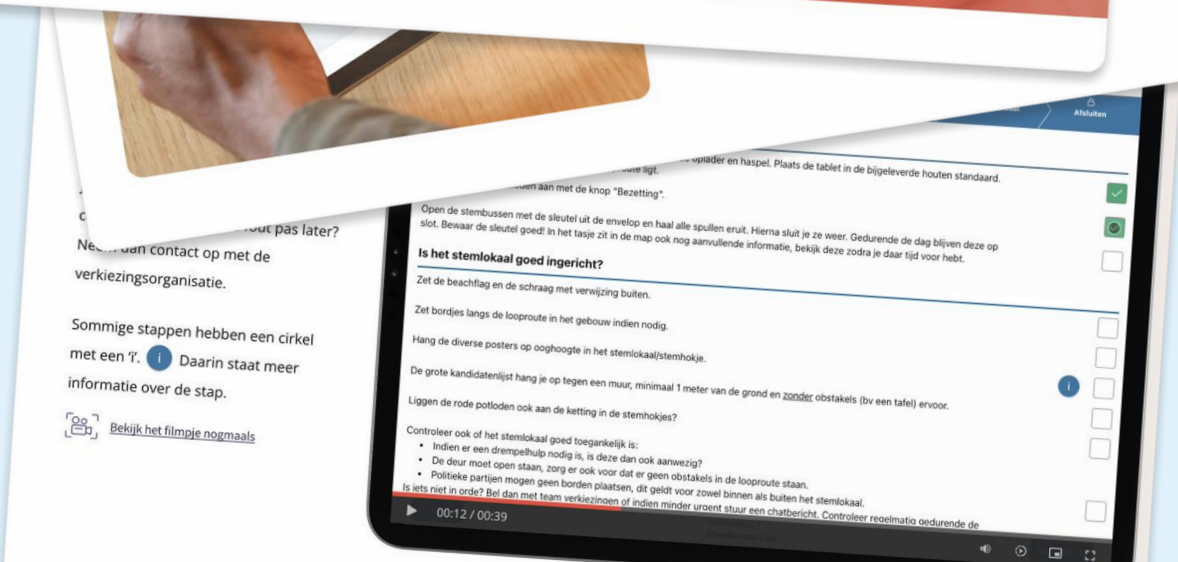 Afsluiten
oplader en haspel. Plaats de tablet in de bijgeleverde houten standaard.
ligt.
aan met de knop "Bezetting".
Open de stembussen met de sleutel uit de envelop en haal alle spullen eruit. Hierna sluit je ze weer. Gedurende de dag blijven deze op
slot. Bewaar de sleutel goed! In het tasje zit in de map ook nog aanvullende informatie, bekijk deze zodra je daar tijd voor hebt.
Is het stemlokaal goed ingericht?
Zet de beachflag en de schraag met verwijzing buiten.
Zet bordjes langs de looproute in het gebouw indien nodig.
Hang de diverse posters op ooghoogte in het stemlokaal/stemhokje.
De grote kandidatenlijst hang je op tegen een muur, minimaal 1 meter van de grond en zonder obstakels (bv een tafel) ervoor.
Liggen de rode potloden ook aan de ketting in de stemhokjes?
Controleer ook of het stemlokaal goed toegankelijk is:
• Indien er een drempelhulp nodig is, is deze dan ook aanwezig?
• De deur moet open staan, zorg er ook voor dat er geen obstakels in de looproute staan.
• Politieke partijen mogen geen borden plaatsen, dit geldt voor zowel binnen als buiten het stemlokaal.
Is iets niet in orde? Bel dan met team verkiezingen of indien minder urgent stuur een chatbericht. Controleer regelmatig gedurende de
00:12 / 00:39
pas later?
dan contact op met de
verkiezingsorganisatie.
Sommige stappen hebben een cirkel
met een 'i'. i Daarin staat meer
informatie over de stap.
Bekijk het filmpje nogmaals